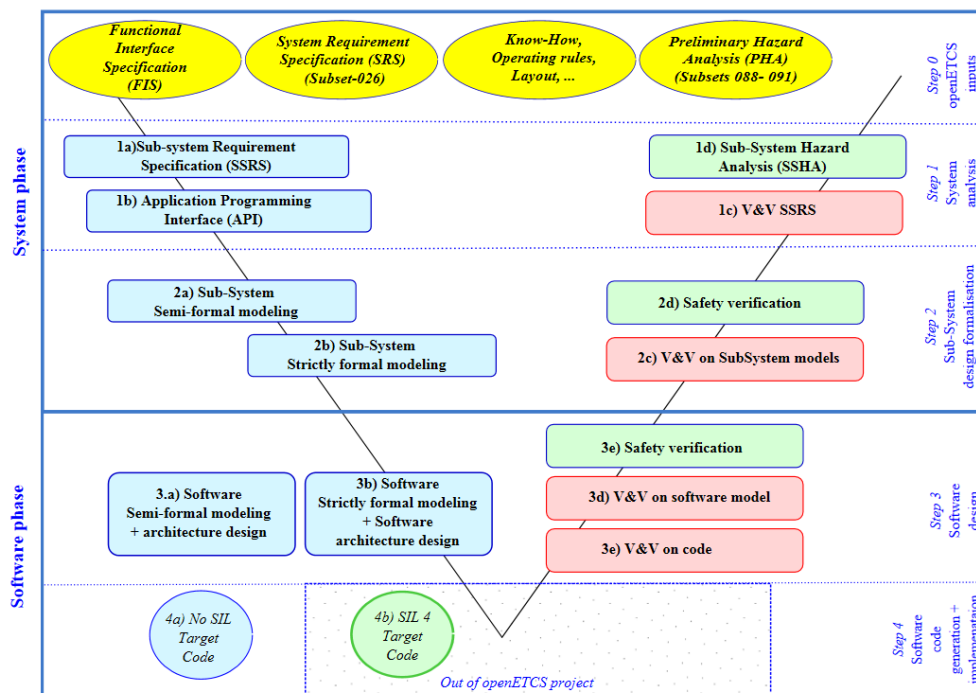 Functional
Interface
Specification
(FIS)
System Requirement
Specification (SRS)
(Subset-026)
Know-How,
Operating rules,
Layout, ...
Preliminary Hazard
Analysis (PHA)
(Subsets 088- 091)
Step 0
openETCS
inputs
System phase
1a)Sub-system Requirement
Specification (SSRS)
1b) Application Programming
Interface (API)
1d) Sub-System Hazard
Analysis (SSHA)
1c) V&V SSRS
Step 1
System
analysis
2a) Sub-System
Semi-formal modeling
2b) Sub-System
Strictly formal modeling
2d) Safety verification
2c) V&V on SubSystem models
Step 2
Sub-System
design formalisation
Software phase
3.a) Software
Semi-formal modeling
+ architecture design
3b) Software
Strictly formal modeling
+ Software
architecture design
3e) Safety verification
3d) V&V on software model
3e) V&V on code
Step 3
Software
design
4a) No SIL
Target
Code
4b) SIL 4
Target
Code
Out of openETCS project
Step 4
Software
code
generation +